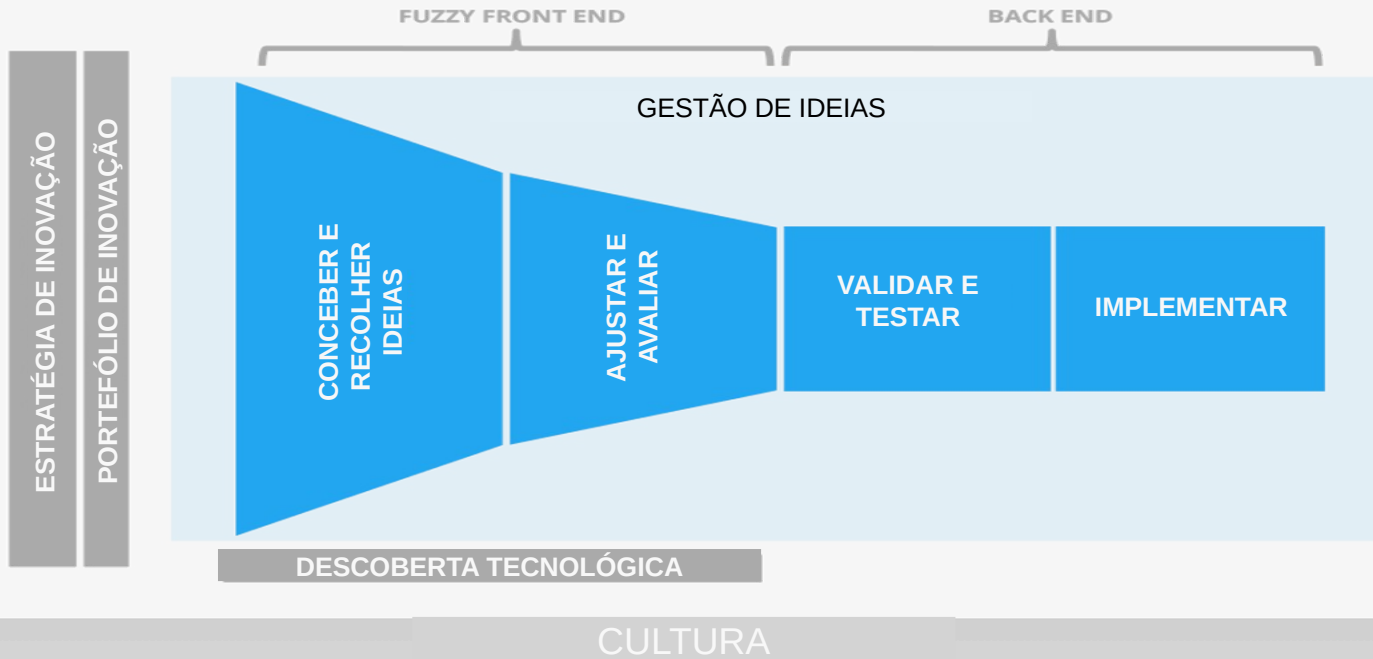 FUZZY FRONT END
BACK END
ESTRATÉGIA DE INOVAÇÃO
PORTEFÓLIO DE INOVAÇÃO
GESTÃO DE IDEIAS
CONCEBER E
RECOLHER
IDEIAS
AJUSTAR E
AVALIAR
VALIDAR E
TESTAR
IMPLEMENTAR
DESCOBERTA TECNOLÓGICA
CULTURA